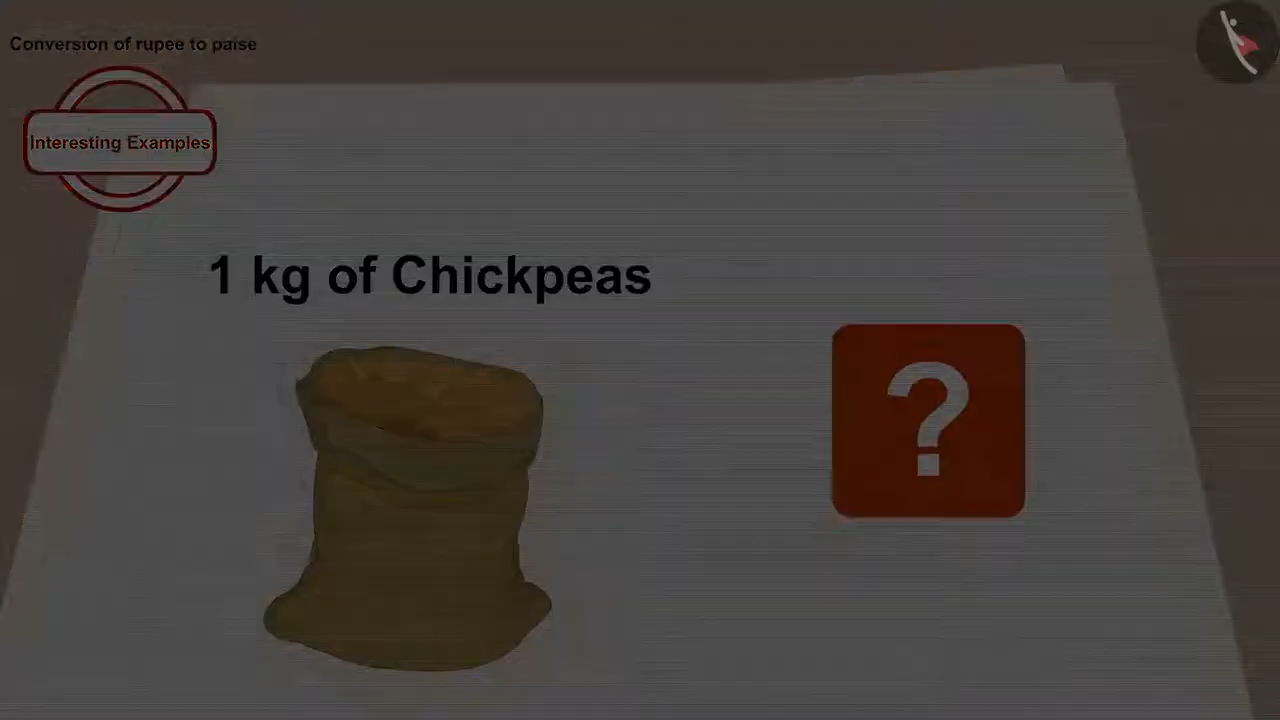 Conversion of rupee to paise
Interesting Examples
1 kg of Chickpeas
?